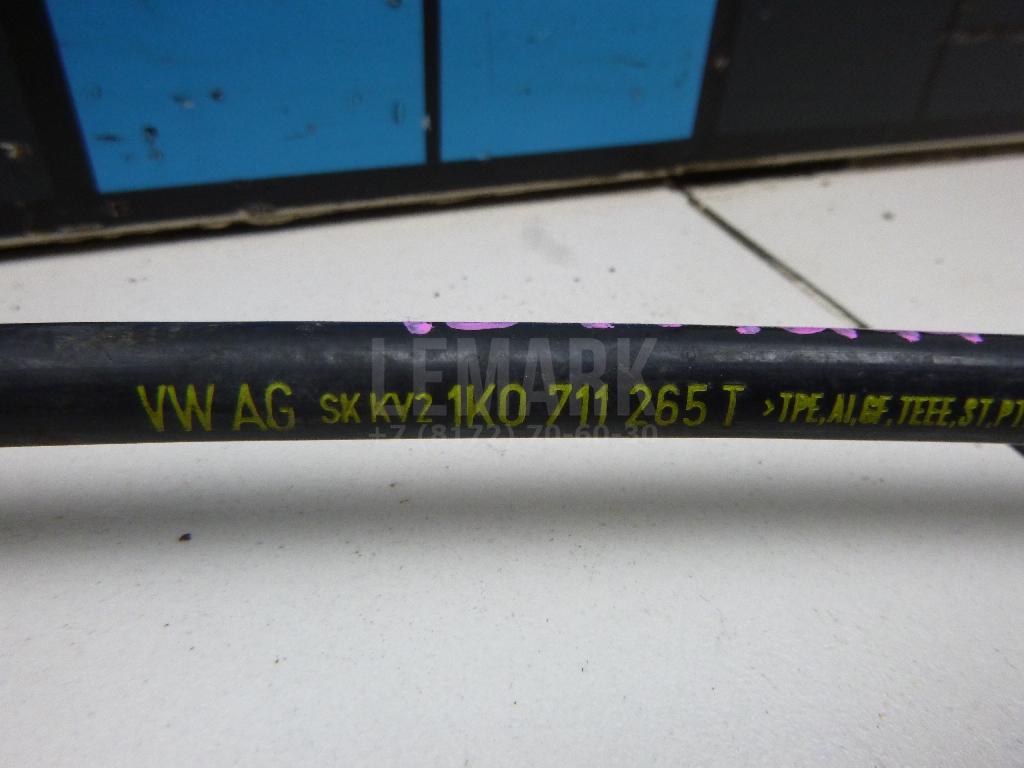 LEMARK
VW AG SK KV2 1K0 711 265 T >TPE,AI,GF,TEEE,ST,PT
+7 (8172) 70-60-30